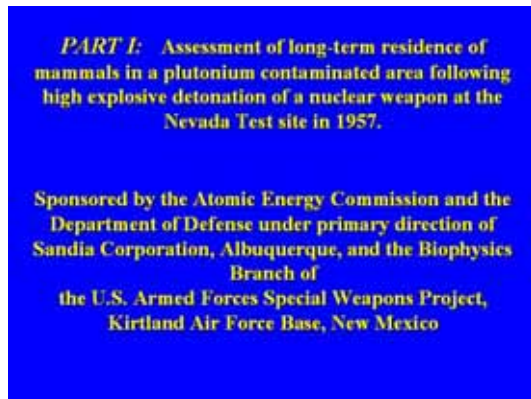 PART I: Assessment of long-term residence of
mammals in a plutonium contaminated area following
high explosive detonation of a nuclear weapon at the
Nevada Test site in 1957.
Sponsored by the Atomic Energy Commission and the
Department of Defense under primary direction of
Sandia Corporation, Albuquerque, and the Biophysics
Branch of
the U.S. Armed Forces Special Weapons Project,
Kirtland Air Force Base, New Mexico